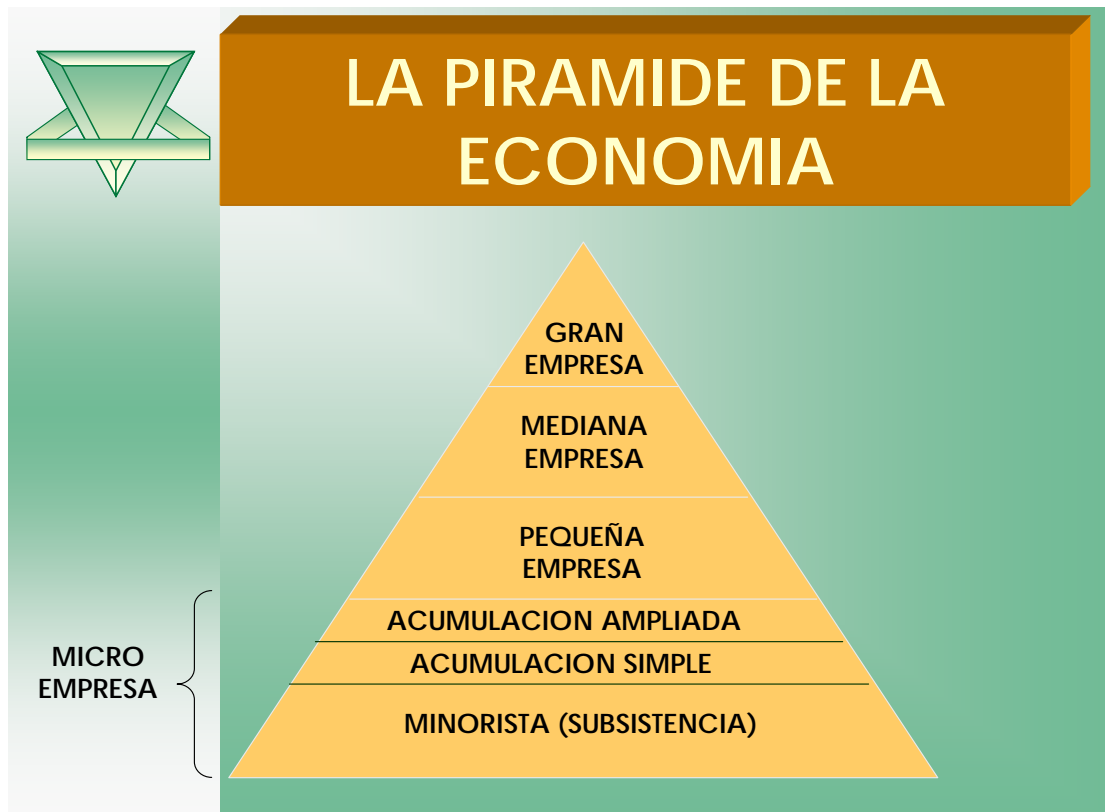 LA PIRAMIDE DE LA
ECONOMIA
GRAN
EMPRESA
MEDIANA
EMPRESA
PEQUEÑA
EMPRESA
ACUMULACION AMPLIADA
ACUMULACION SIMPLE
MINORISTA (SUBSISTENCIA)
MICRO
EMPRESA